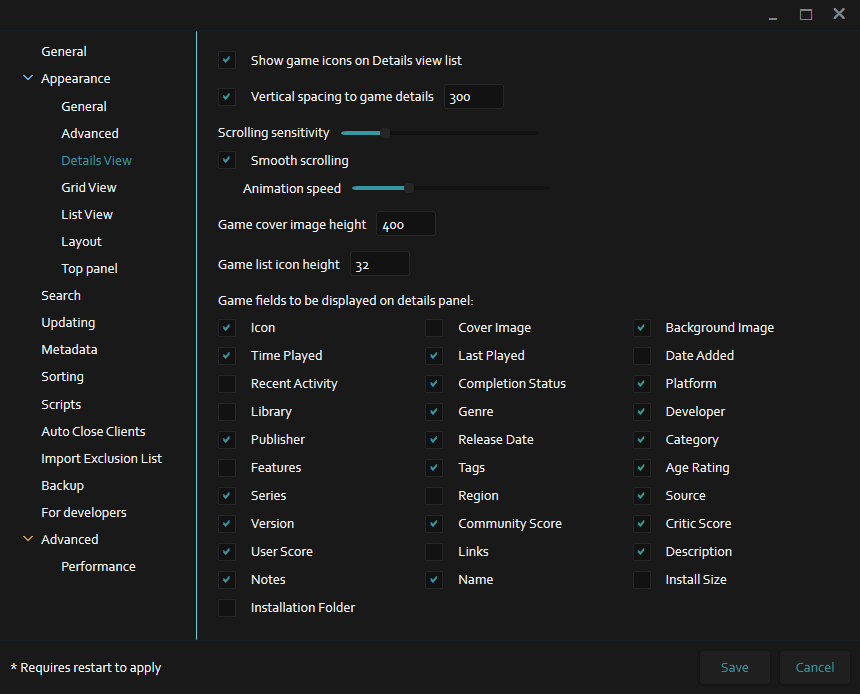 General
Appearance
General
Advanced
Details View
Grid View
List View
Layout
Top panel
Search
Updating
Metadata
Sorting
Scripts
Auto Close Clients
Import Exclusion List
Backup
For developers
Advanced
Performance
Show game icons on Details view list
Vertical spacing to game details 300
Scrolling sensitivity
Smooth scrolling
Animation speed
Game cover image height 400
Game list icon height 32
Game fields to be displayed on details panel:
Icon Cover Image Background Image
Time Played Last Played Date Added
Recent Activity Completion Status Platform
Library Genre Developer
Publisher Release Date Category
Features Tags Age Rating
Series Region Source
Version Community Score Critic Score
User Score Links Description
Notes Name Install Size
Installation Folder
* Requires restart to apply
Save Cancel